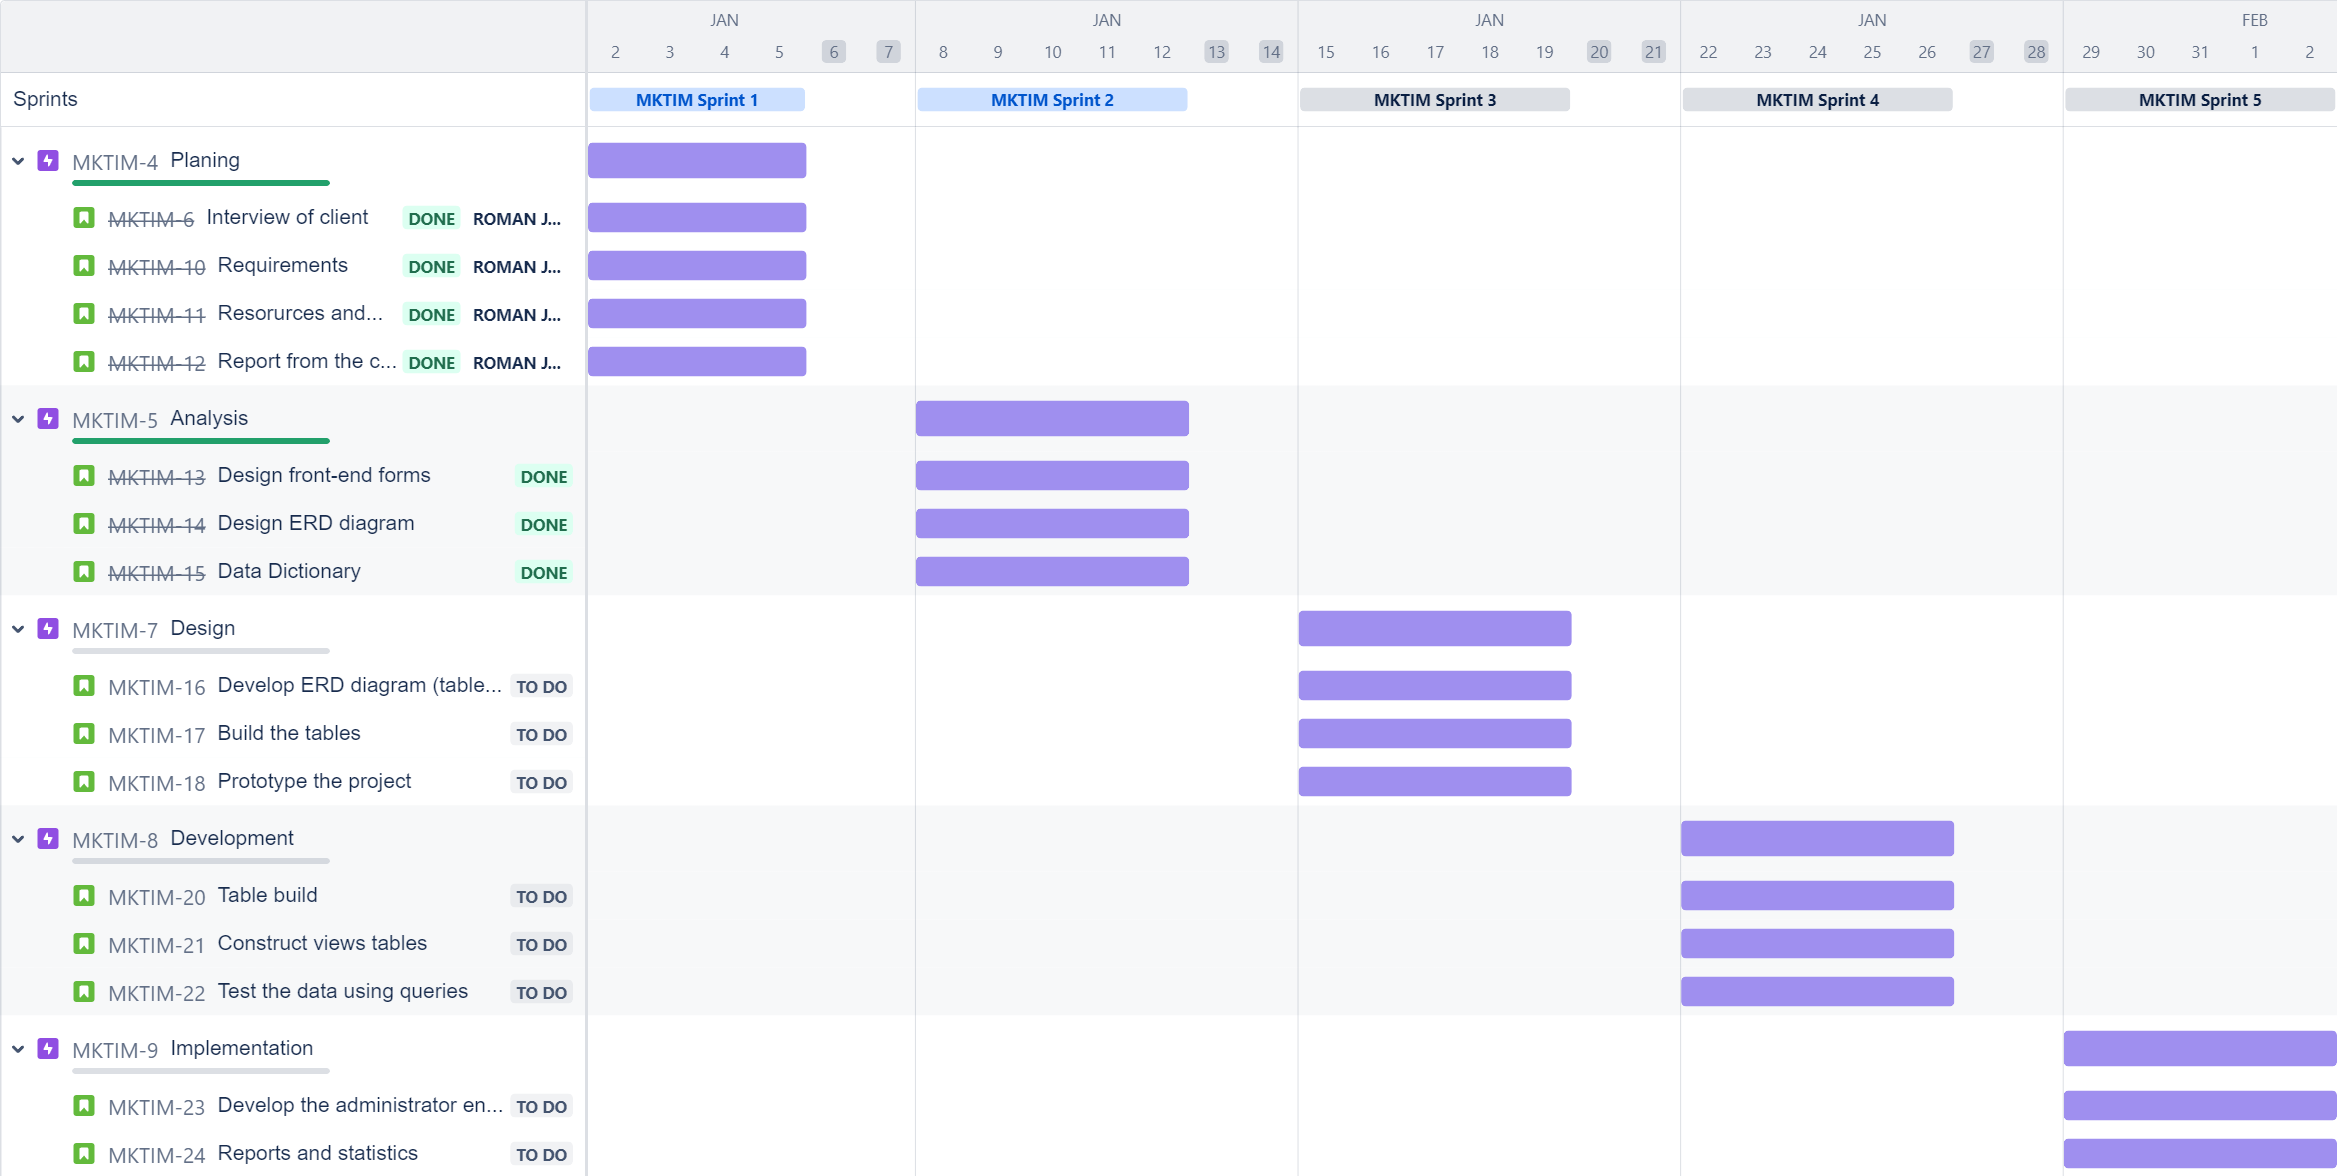 JAN JAN JAN JAN FEB
2 3 4 5 6 7 8 9 10 11 12 13 14 15 16 17 18 19 20 21 22 23 24 25 26 27 28 29 30 31 1 2
Sprints MKTIM Sprint 1 MKTIM Sprint 2 MKTIM Sprint 3 MKTIM Sprint 4 MKTIM Sprint 5
MKTIM-4 Planing
MKTIM-6 Interview of client DONE ROMAN J...
MKTIM-10 Requirements DONE ROMAN J...
MKTIM-11 Resorurces and... DONE ROMAN J...
MKTIM-12 Report from the c... DONE ROMAN J...
MKTIM-5 Analysis
MKTIM-13 Design front-end forms DONE
MKTIM-14 Design ERD diagram DONE
MKTIM-15 Data Dictionary DONE
MKTIM-7 Design
MKTIM-16 Develop ERD diagram (table... TO DO
MKTIM-17 Build the tables TO DO
MKTIM-18 Prototype the project TO DO
MKTIM-8 Development
MKTIM-20 Table build TO DO
MKTIM-21 Construct views tables TO DO
MKTIM-22 Test the data using queries TO DO
MKTIM-9 Implementation
MKTIM-23 Develop the administrator en... TO DO
MKTIM-24 Reports and statistics TO DO